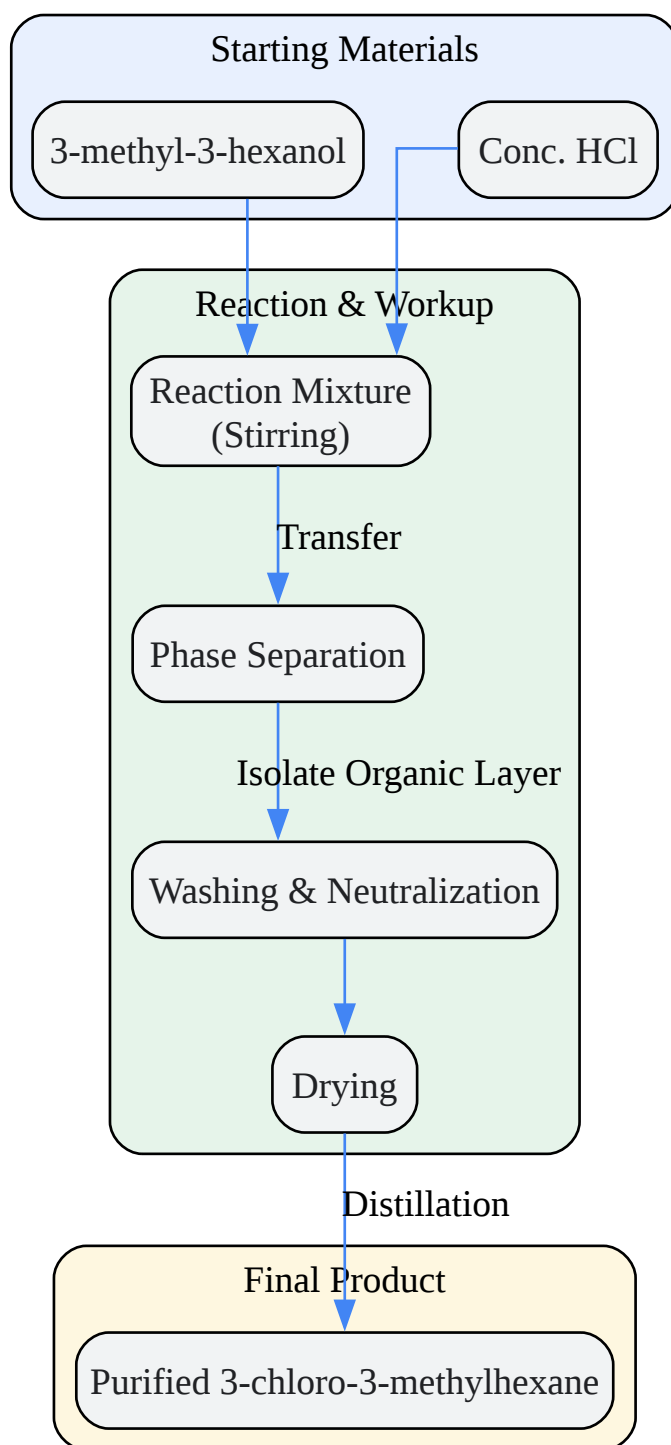 Starting Materials
3-methyl-3-hexanol
Conc. HCl
Reaction & Workup
Reaction Mixture
(Stirring)
Transfer
Phase Separation
Isolate Organic Layer
Washing & Neutralization
Drying
Distillation
Final Product
Purified 3-chloro-3-methylhexane